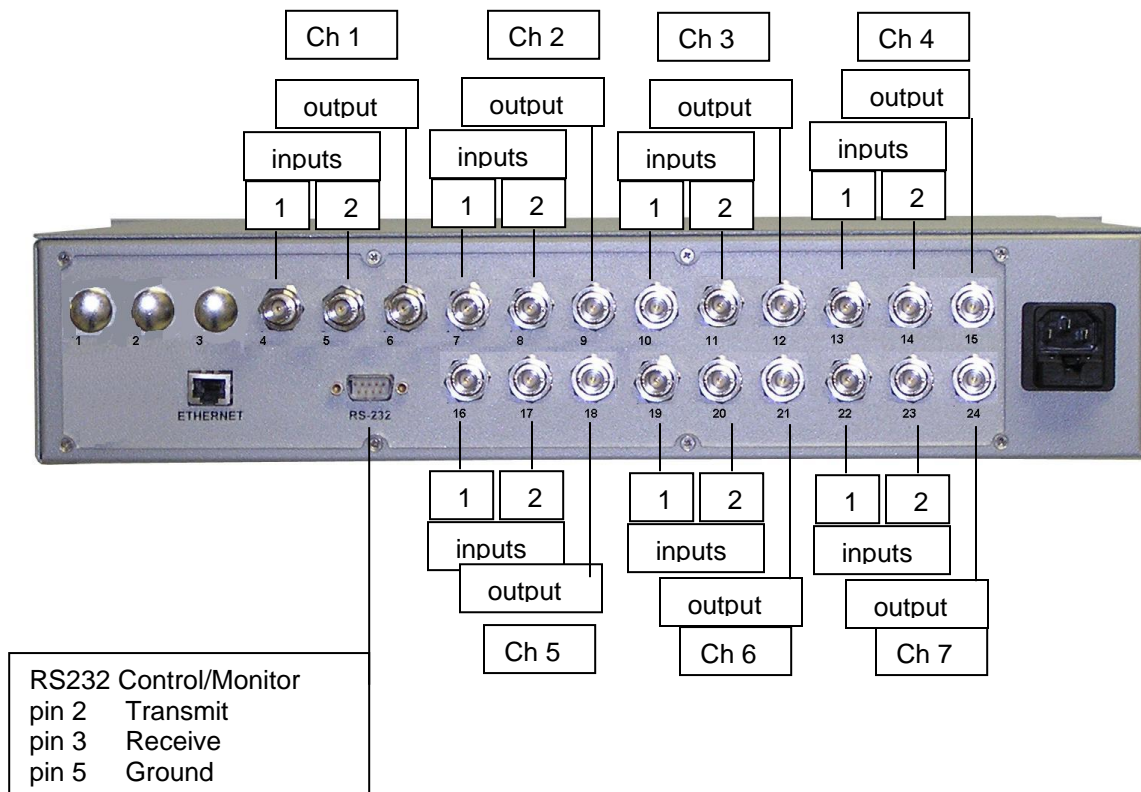 Ch 1 Ch 2 Ch 3 Ch 4
output output output output
inputs inputs inputs inputs
1 2 1 2 1 2 1 2
1 2 3 4 5 6 7 8 9 10 11 12 13 14 15
ETHERNET RS-232
16 17 18 19 20 21 22 23 24
1 2 1 2 1 2
inputs inputs inputs
output output output
Ch 5 Ch 6 Ch 7
RS232 Control/Monitor
pin 2 Transmit
pin 3 Receive
pin 5 Ground